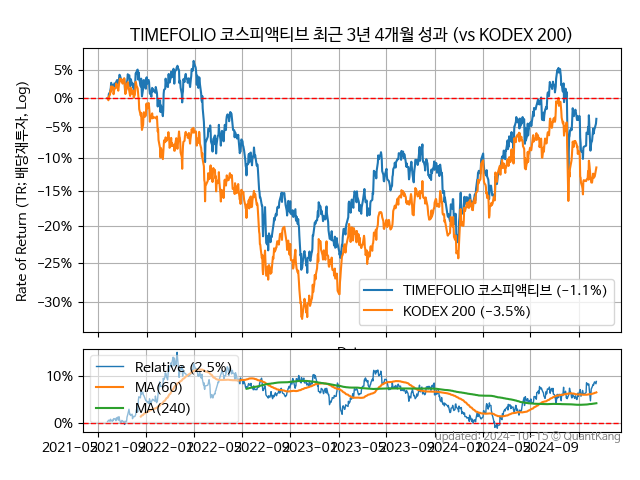 TIMEFOLIO 코스피액티브 최근 3년 4개월 성과 (vs KODEX 200)
Rate of Return (TR: 배당재투자, Log)
5%
0%
−5%
−10%
−15%
−20%
−25%
−30%
TIMEFOLIO 코스피액티브 (−1.1%)
KODEX 200 (−3.5%)
10%
0%
Relative (2.5%)
MA(60)
MA(240)
updated: 2024-10-15 © QuantKang
2021-05 2021-09 2022-01 2022-05 2022-09 2023-01 2023-05 2023-09 2024-01 2024-05 2024-09